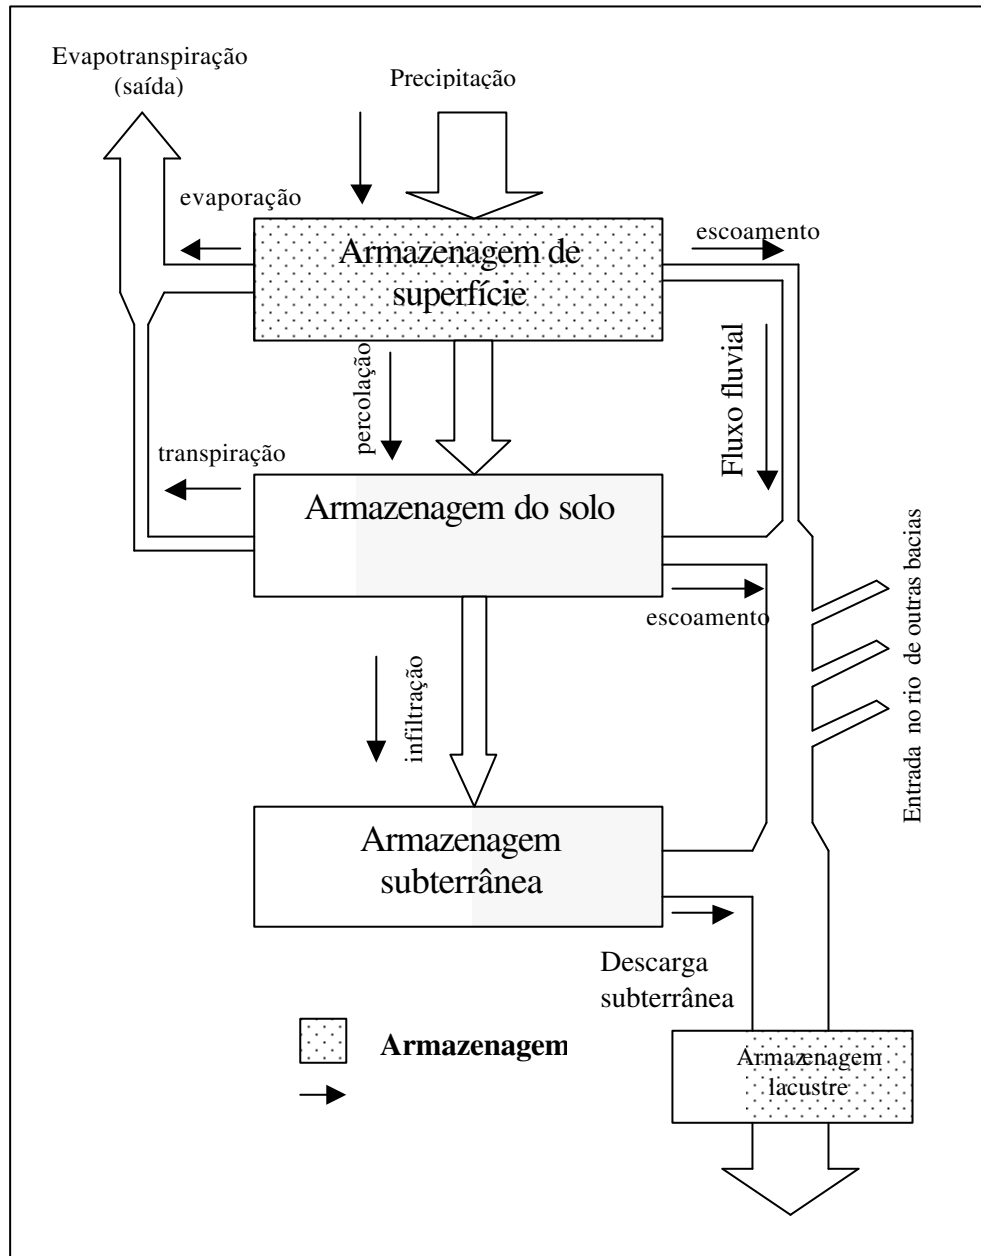 Evapotranspiração
(saída)
Precipitação
evaporação
escoamento
Armazenagem de
superfície
percolação
Fluxo fluvial
transpiração
Armazenagem do solo
escoamento
Entrada no rio de outras bacias
infiltração
Armazenagem
subterrânea
Descarga
subterrânea
Armazenagem
Armazenagem
lacustre